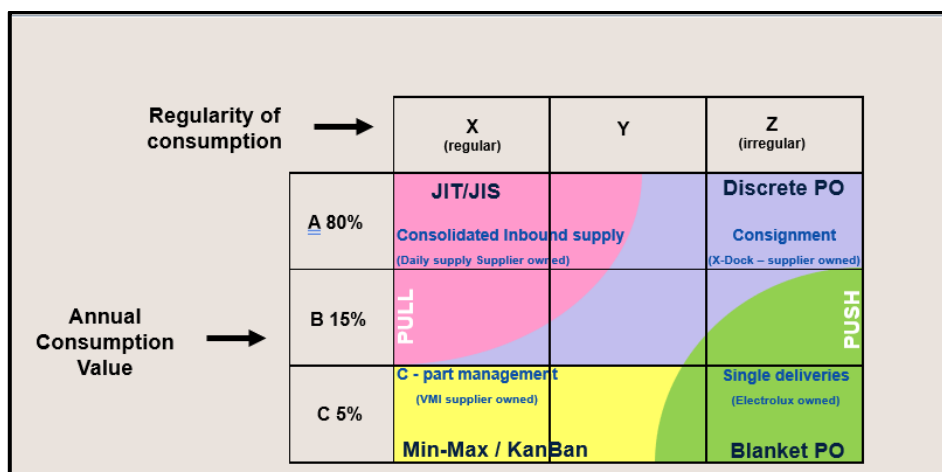 Regularity of
consumption
X
(regular)
Y
Z
(irregular)
A 80%
JIT/JIS
Consolidated Inbound supply
(Daily supply Supplier owned)
Discrete PO
Consignment
(X-Dock – supplier owned)
Annual
Consumption
Value
B 15%
PULL
PUSH
C 5%
C - part management
(VMI supplier owned)
Min-Max / KanBan
Single deliveries
(Electrolux owned)
Blanket PO